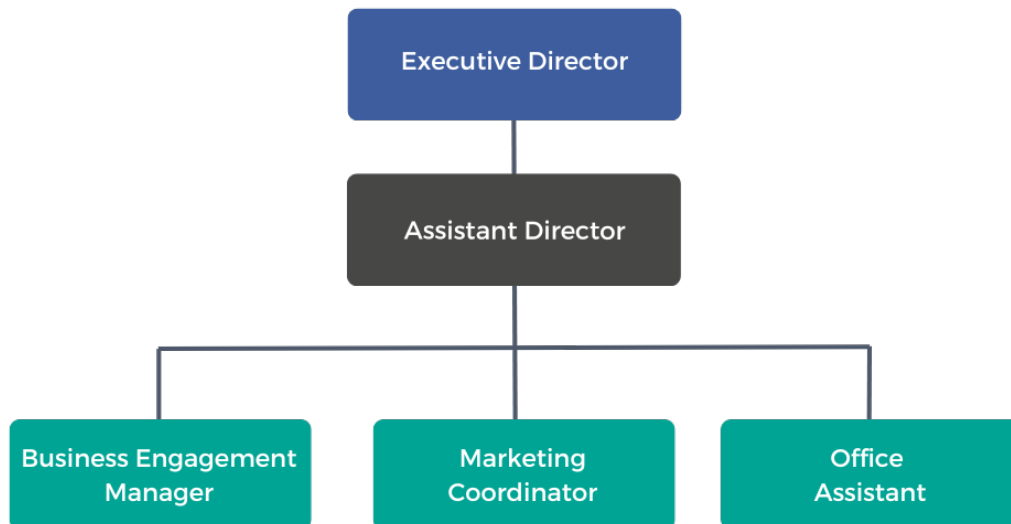 Executive Director
Assistant Director
Business Engagement
Manager
Marketing
Coordinator
Office
Assistant